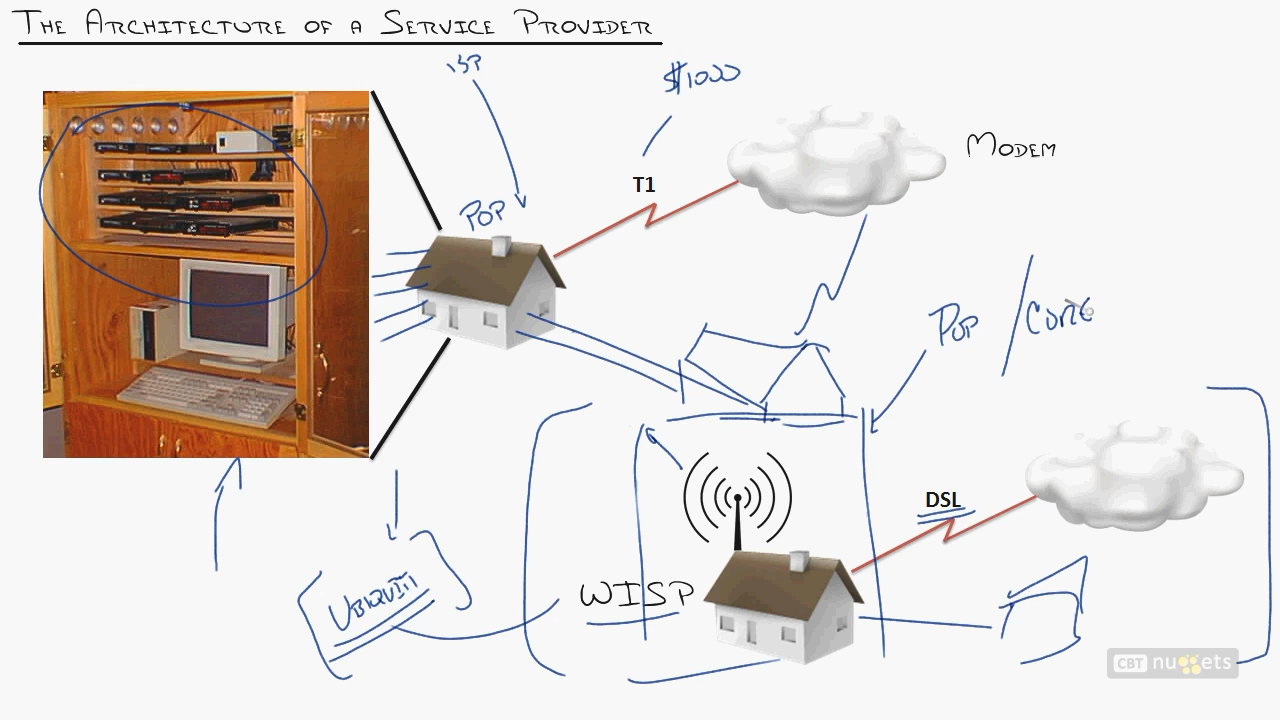 THE ARCHITECTURE OF A SERVICE PROVIDER
ISP
$1000
MODEM
T1
POP
POP / CORE
DSL
UBIQUITI
WISP
CBT nuggets